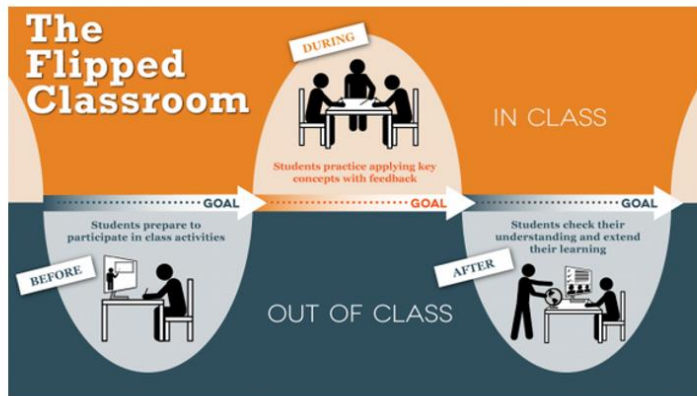 The
Flipped
Classroom
DURING
IN CLASS
Students practice applying key
concepts with feedback
GOAL
GOAL
GOAL
Students prepare to
participate in class activities
BEFORE
OUT OF CLASS
Students check their
understanding and extend
their learning
AFTER